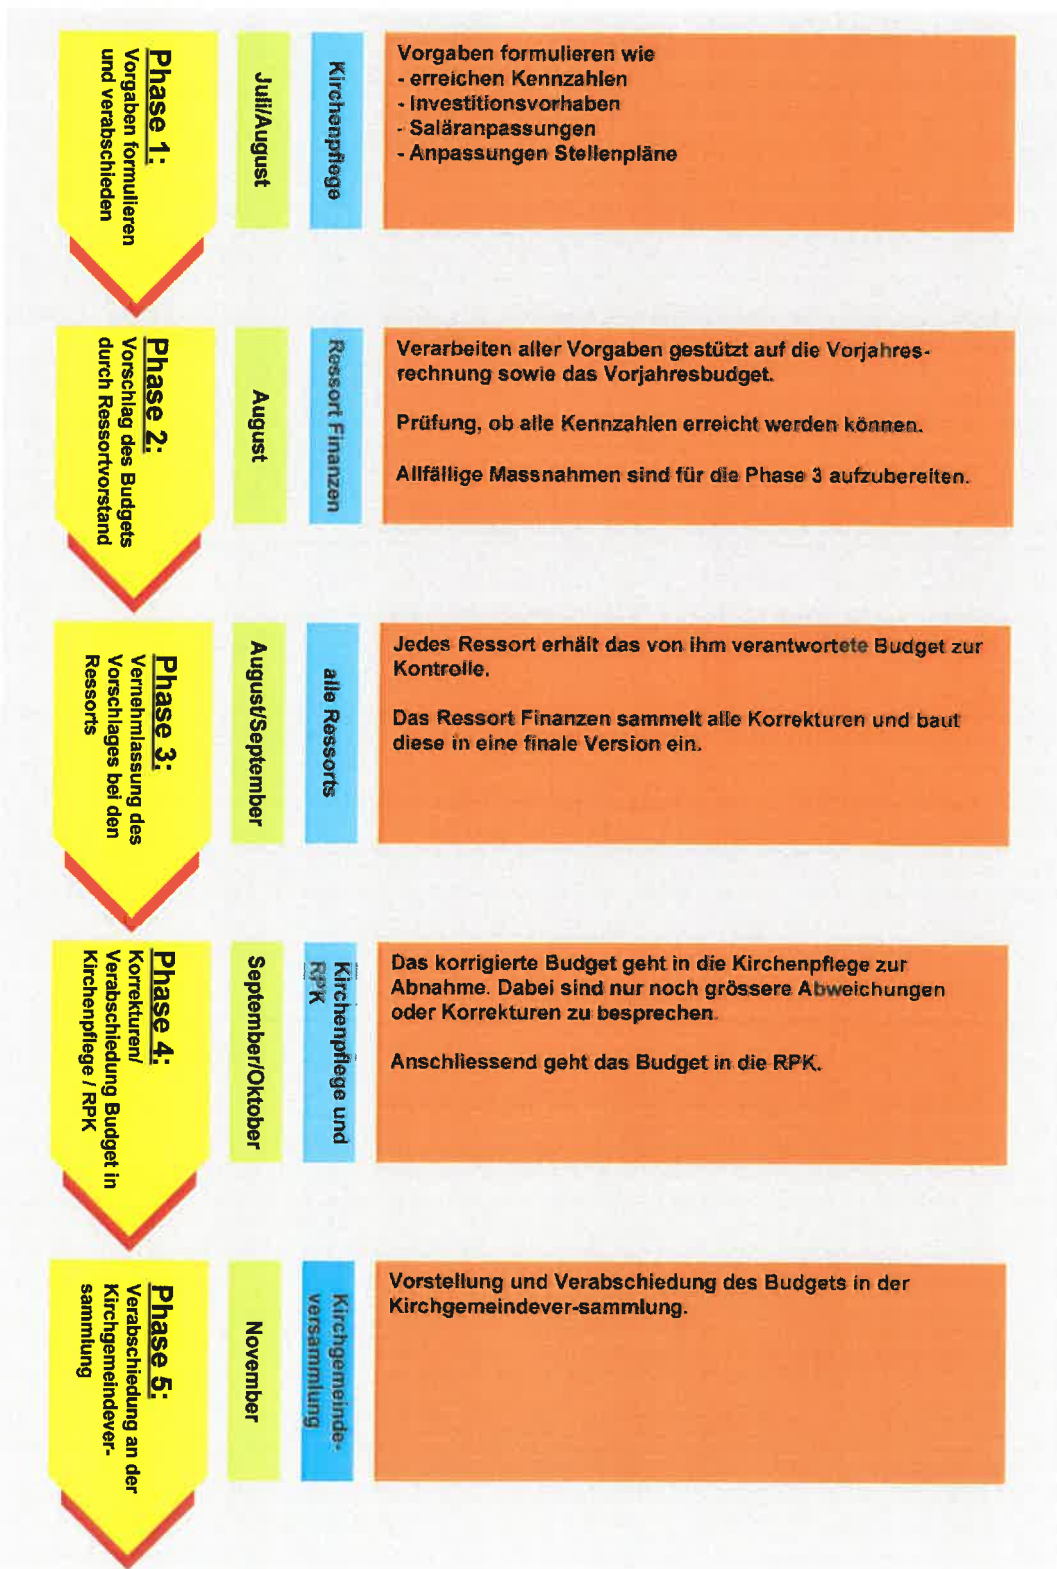 Phase 1:
Vorgaben formulieren
und verabschieden
Juli/August
Kirchenpflege
Vorgaben formulieren wie
- erreichen Kennzahlen
- Investitionsvorhaben
- Saläranpassungen
- Anpassungen Stellenpläne
Phase 2:
Vorschlag des Budgets
durch Ressortvorstand
August
Ressort Finanzen
Verarbeiten aller Vorgaben gestützt auf die Vorjahres-
rechnung sowie das Vorjahresbudget.
Prüfung, ob alle Kennzahlen erreicht werden können.
Allfällige Massnahmen sind für die Phase 3 aufzubereiten.
Phase 3:
Vernehmlassung des
Vorschlages bei den
Ressorts
August/September
alle Ressorts
Jedes Ressort erhält das von ihm verantwortete Budget zur
Kontrolle.
Das Ressort Finanzen sammelt alle Korrekturen und baut
diese in eine finale Version ein.
Phase 4:
Korrekturen/
Verabschiedung Budget in
Kirchenpflege / RPK
September/Oktober
Kirchenpflege und
RPK
Das korrigierte Budget geht in die Kirchenpflege zur
Abnahme. Dabei sind nur noch grössere Abweichungen
oder Korrekturen zu besprechen.
Anschliessend geht das Budget in die RPK.
Phase 5:
Verabschiedung an der
Kirchgemeindever-
sammlung
November
Kirchgemeinde-
versammlung
Vorstellung und Verabschiedung des Budgets in der
Kirchgemeindever-sammlung.